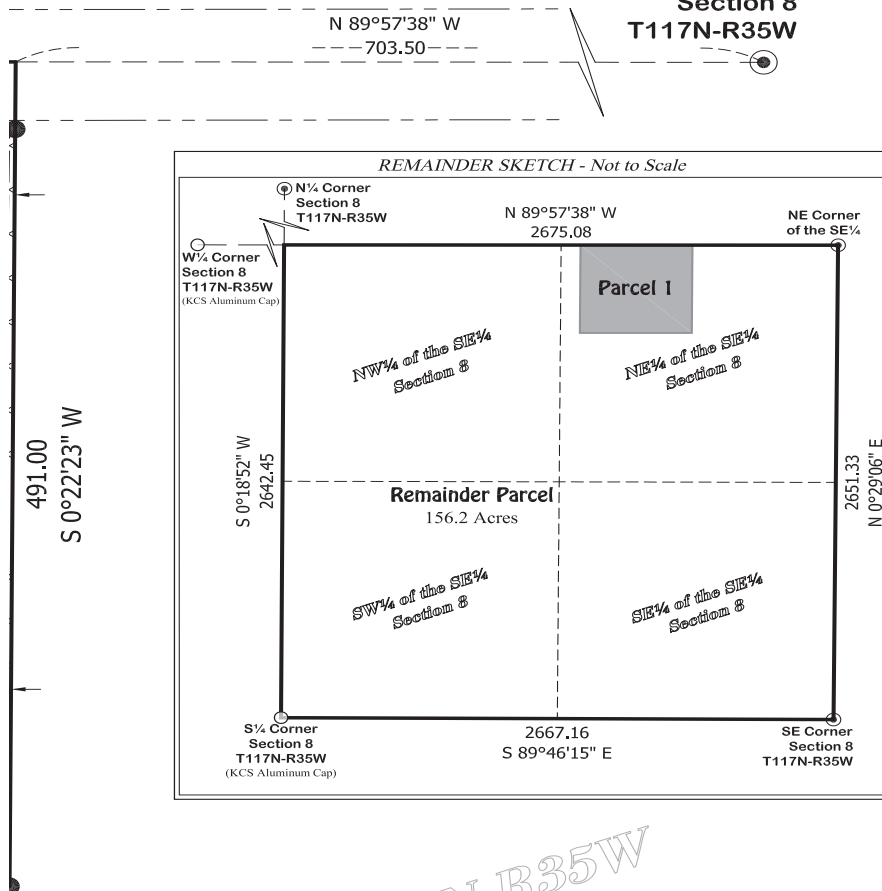 Section 8
T117N-R35W
N 89°57'38" W
703.50
491.00
S 0°22'23" W
REMAINDER SKETCH - Not to Scale
N¼ Corner
Section 8
T117N-R35W
W¼ Corner
Section 8
T117N-R35W
(KCS Aluminum Cap)
N 89°57'38" W
2675.08
NE Corner
of the SE¼
Parcel 1
NW¼ of the SE¼
Section 8
NE¼ of the SE¼
Section 8
S 0°18'52" W
2642.45
2651.33
N 0°29'06" E
Remainder Parcel
156.2 Acres
SW¼ of the SE¼
Section 8
SE¼ of the SE¼
Section 8
S¼ Corner
Section 8
T117N-R35W
(KCS Aluminum Cap)
2667.16
S 89°46'15" E
SE Corner
Section 8
T117N-R35W
N-R35W